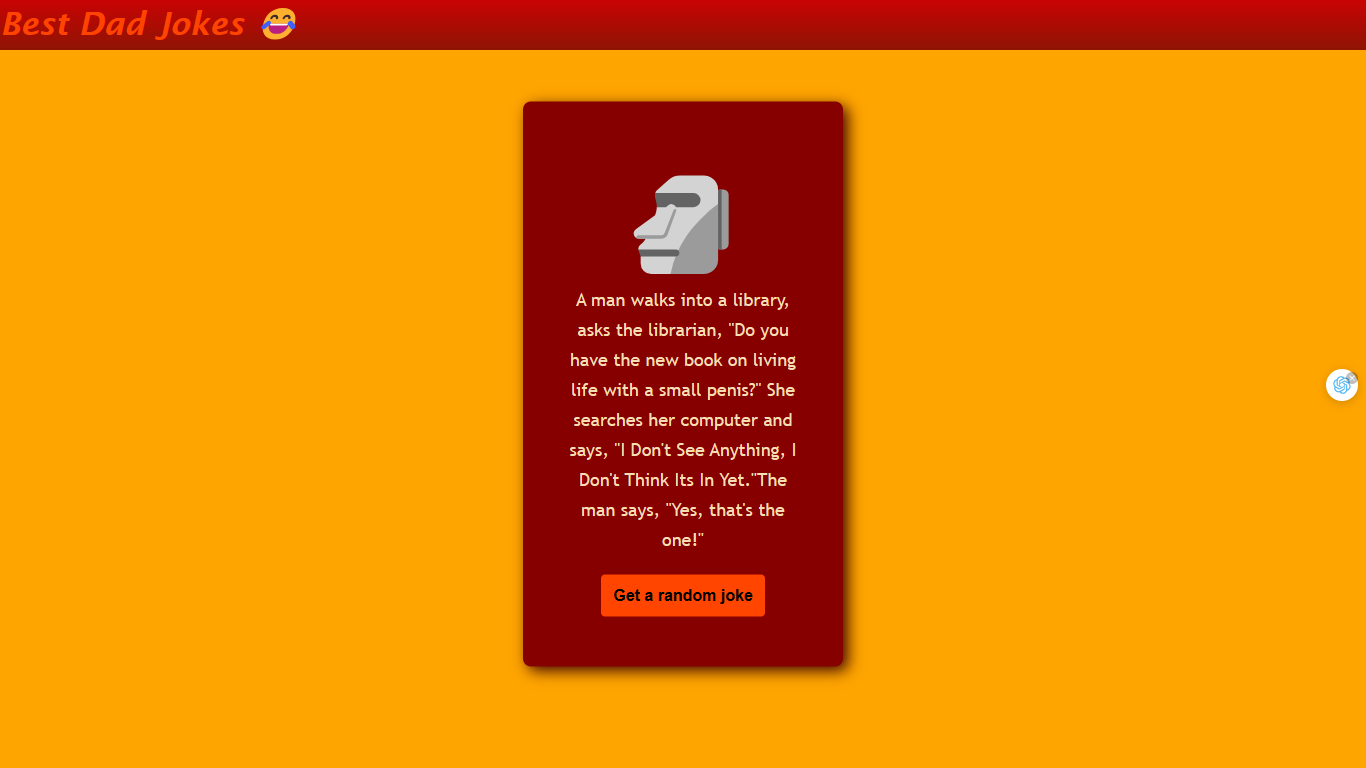 Best Dad Jokes 😂
A man walks into a library,
asks the librarian, "Do you
have the new book on living
life with a small penis?" She
searches her computer and
says, "I Don't See Anything, I
Don't Think Its In Yet."The
man says, "Yes, that's the
one!"
Get a random joke